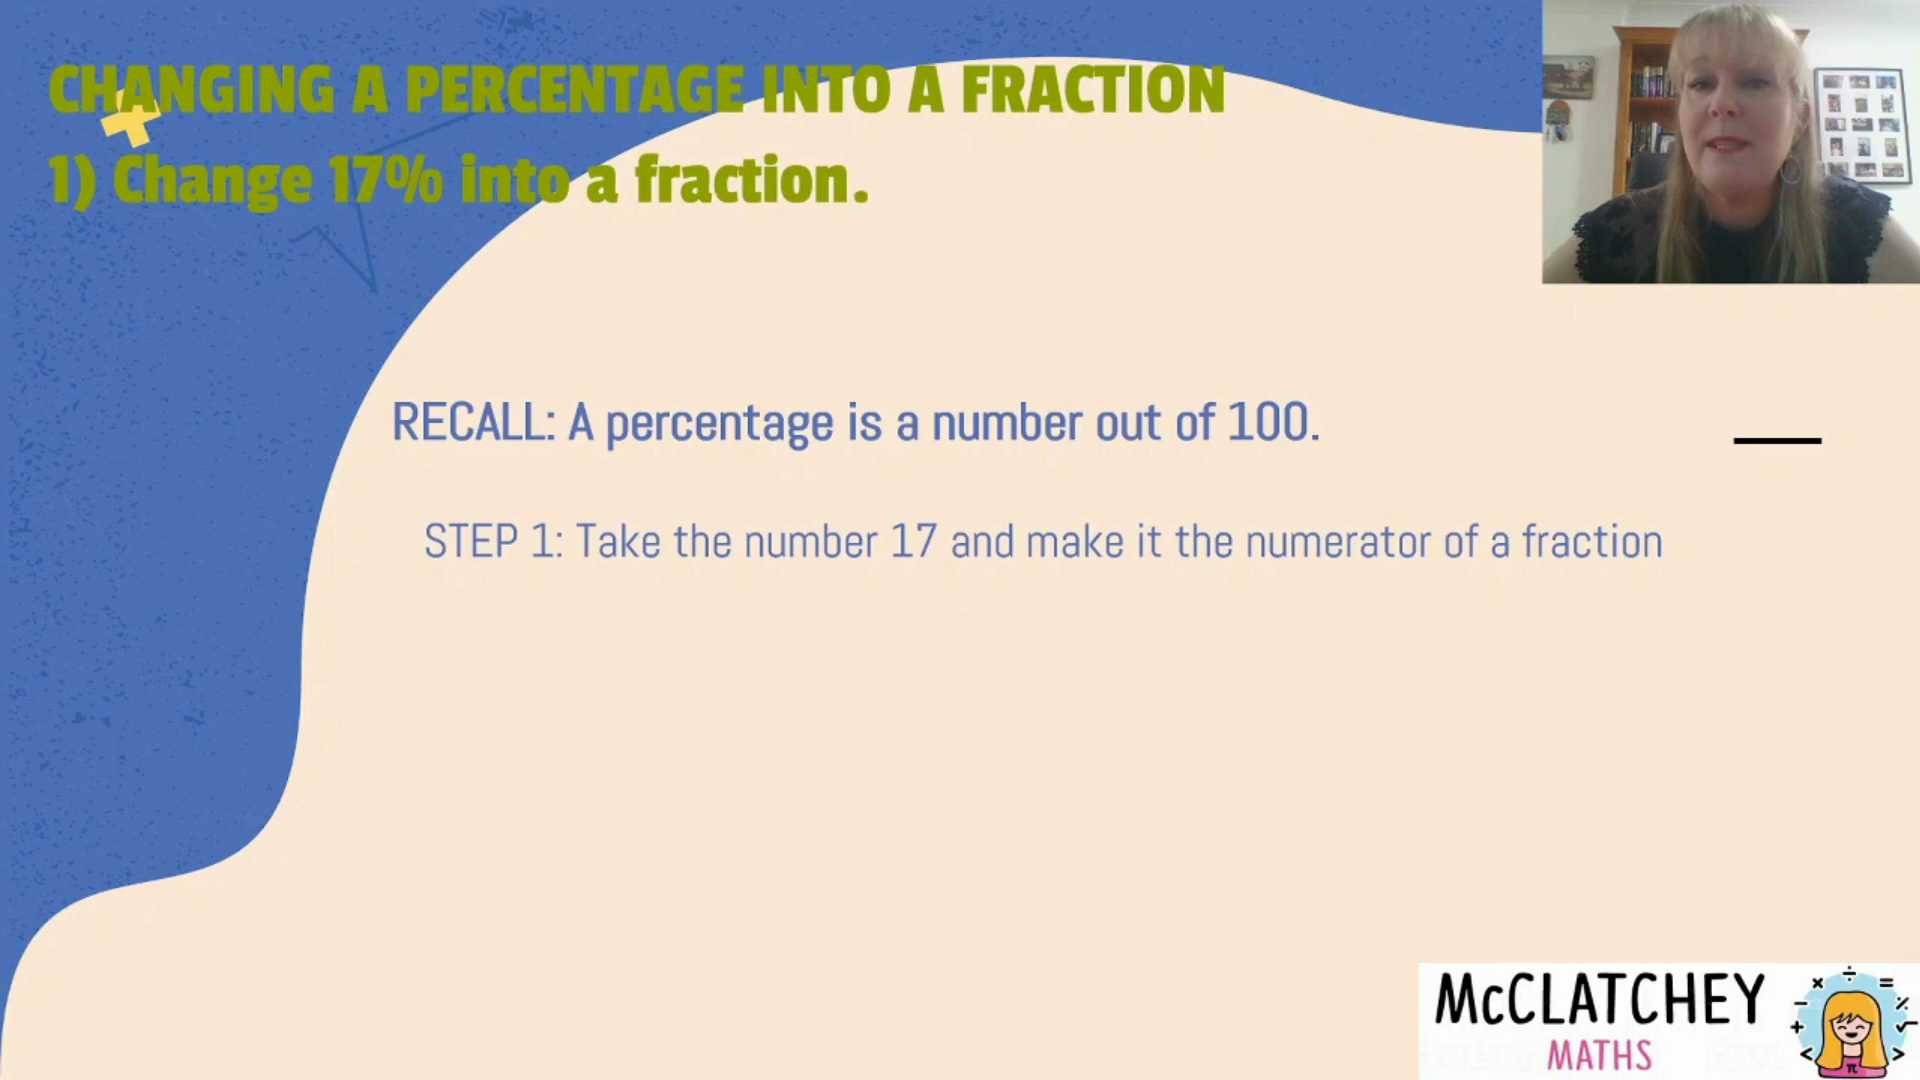 CHANGING A PERCENTAGE INTO A FRACTION
1) Change 17% into a fraction.
RECALL: A percentage is a number out of 100.
STEP 1: Take the number 17 and make it the numerator of a fraction
McCLATCHEY
MATHS